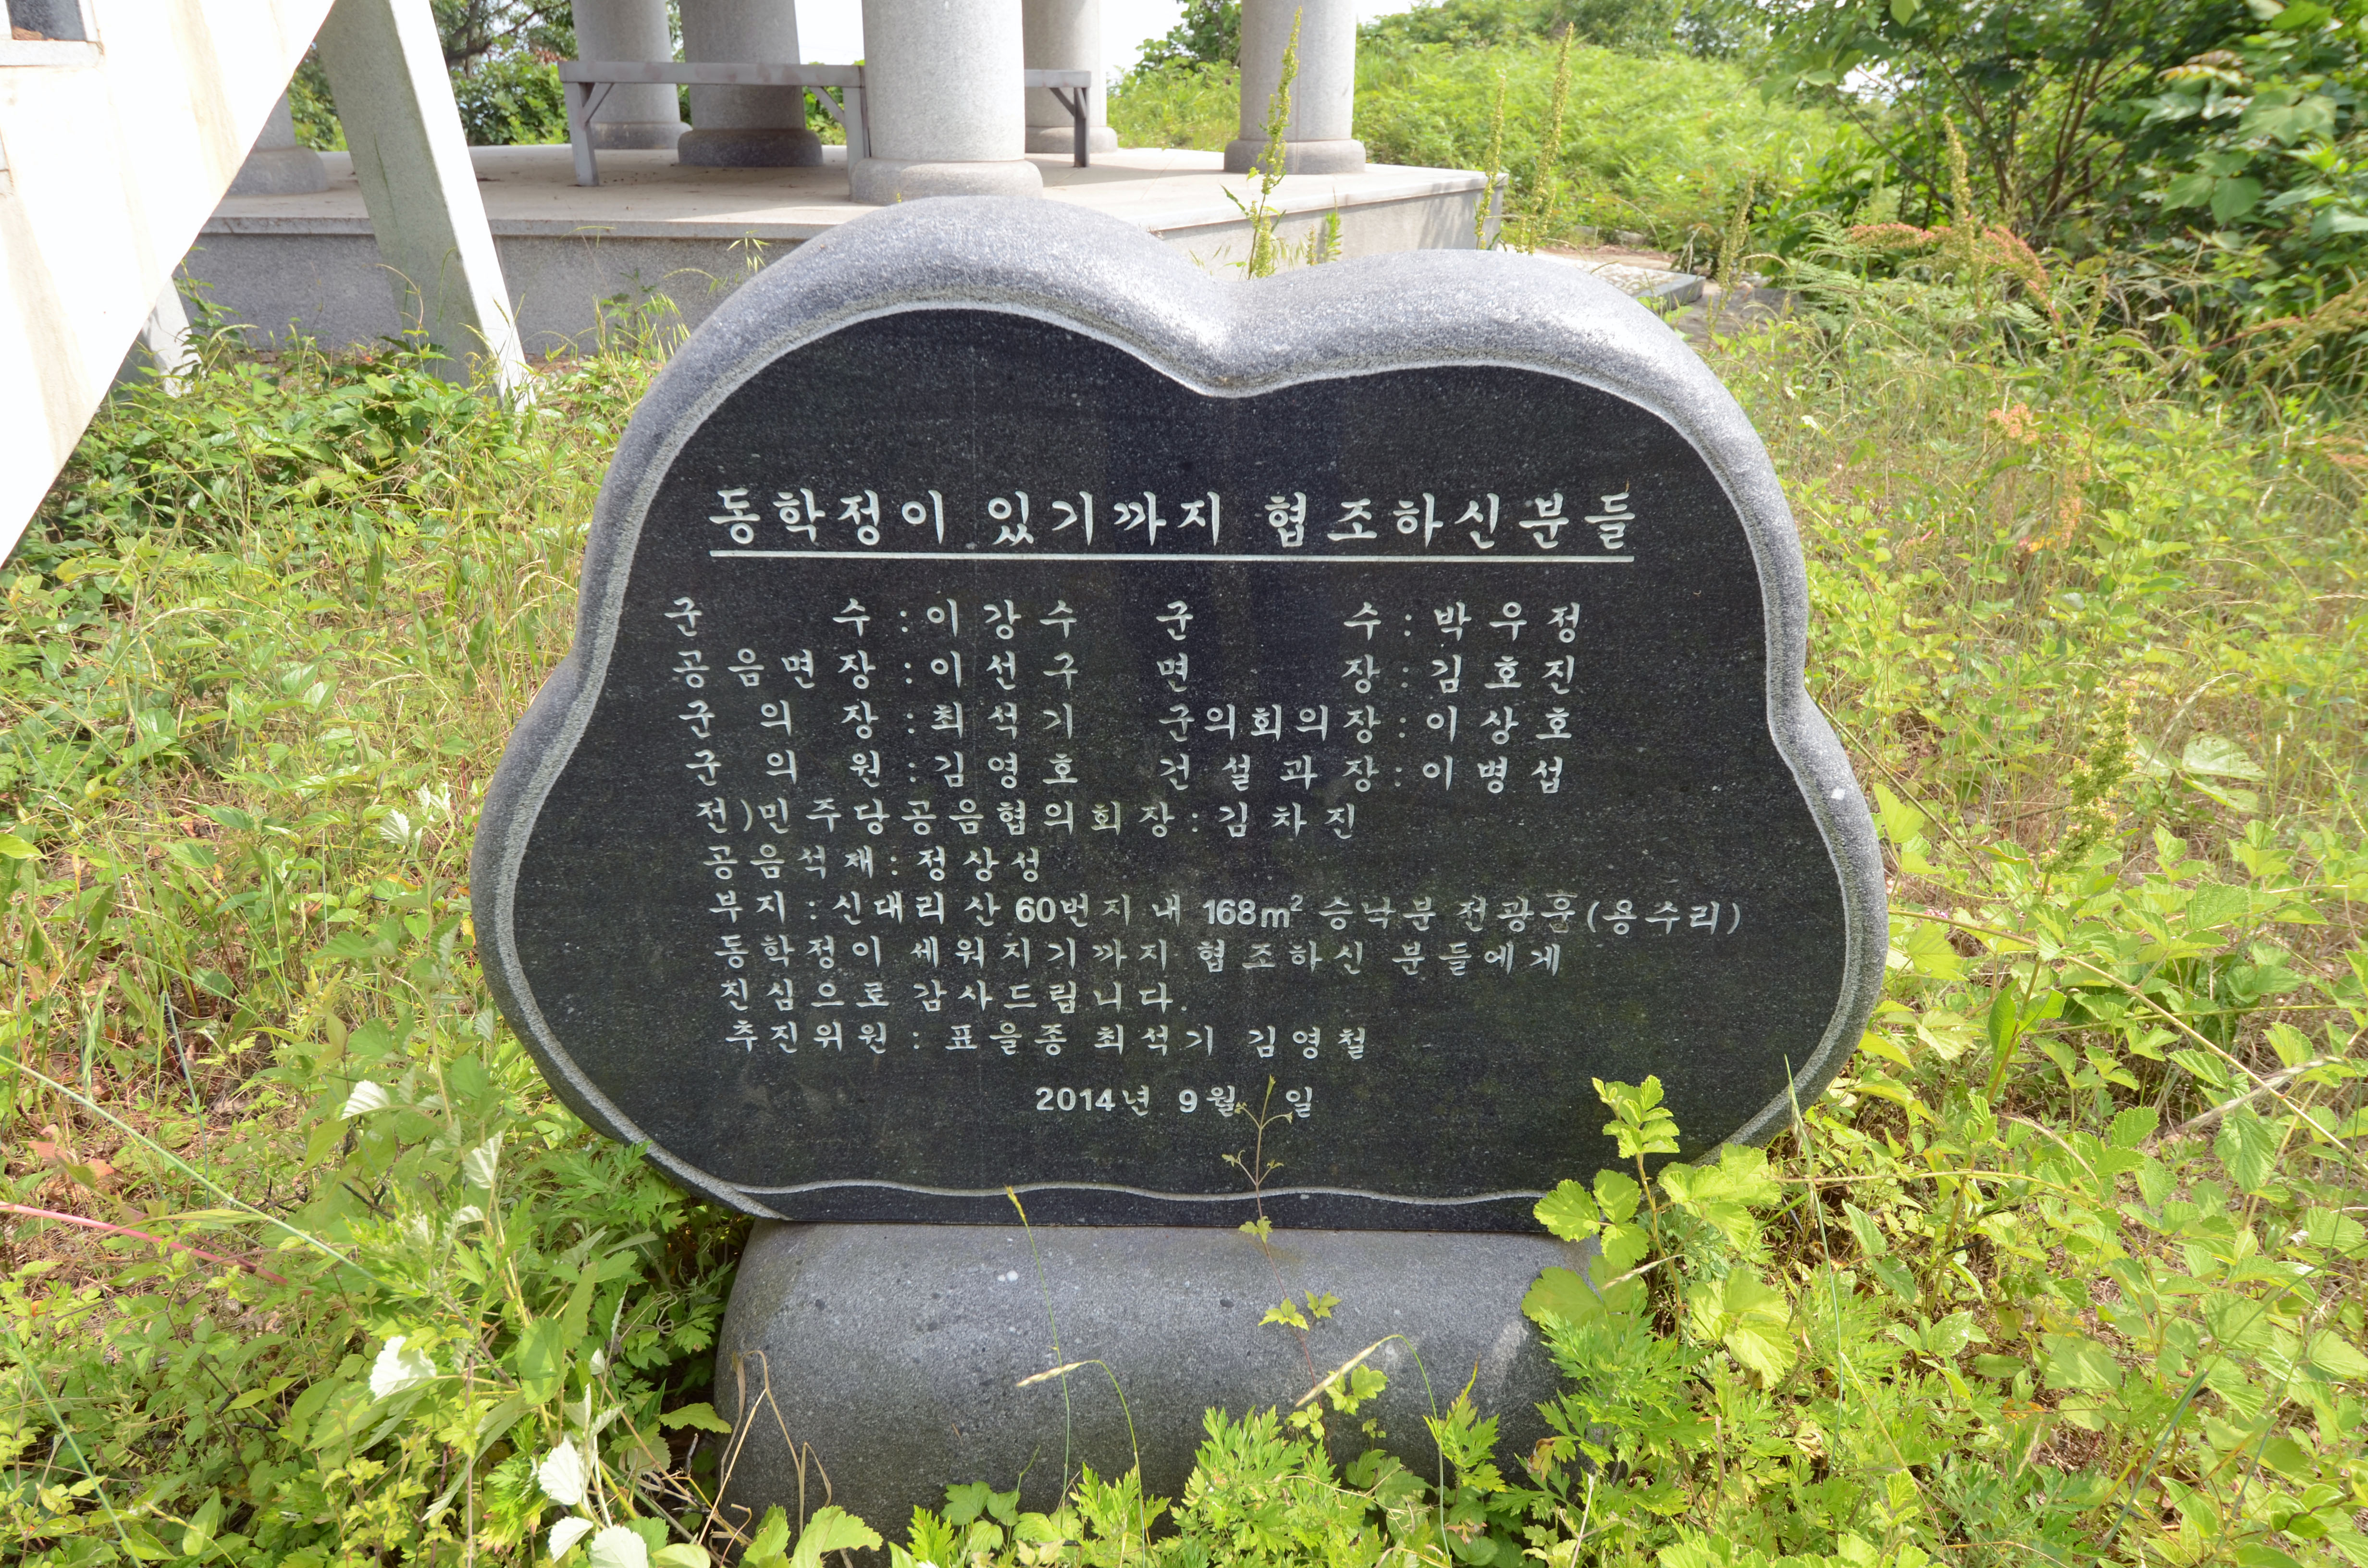 동학정이 있기까지 협조하신분들
군 수 : 이강수 군 수 : 박우정
공음면장 : 이선구 면 장 : 김호진
군 의 장 : 최석기 군의회의장 : 이상호
군 의 원 : 김영호 건설과장 : 이병섭
전)민주당공음협의회장 : 김차진
공음석재 : 정상성
부지 : 신대리 산 60번지 내 168m² 승낙분 전광훔(용수리)
동학정이 세워지기까지 협조하신 분들에게
진심으로 감사드립니다.
추진위원 : 표을종 최석기 김영철
2014년 9월 일